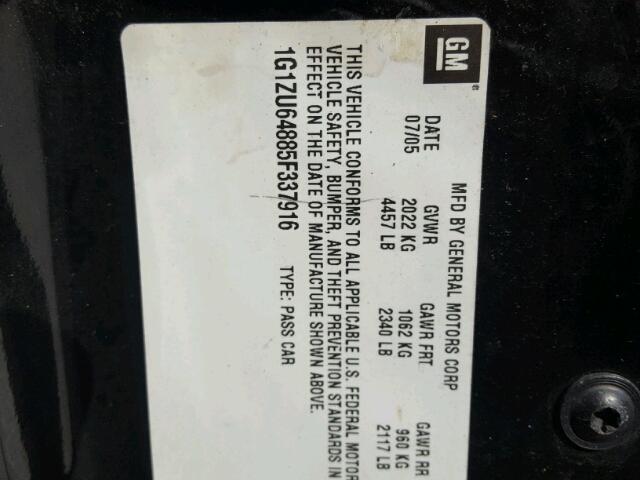 GM
MFD BY GENERAL MOTORS CORP
DATE GVWR GAWR FRT GAWR RR
07/05 2022 KG 1062 KG 960 KG
4457 LB 2340 LB 2117 LB
THIS VEHICLE CONFORMS TO ALL APPLICABLE U.S. FEDERAL MOTOR
VEHICLE SAFETY, BUMPER, AND THEFT PREVENTION STANDARDS IN
EFFECT ON THE DATE OF MANUFACTURE SHOWN ABOVE.
1G1ZU64885F337916 TYPE: PASS CAR